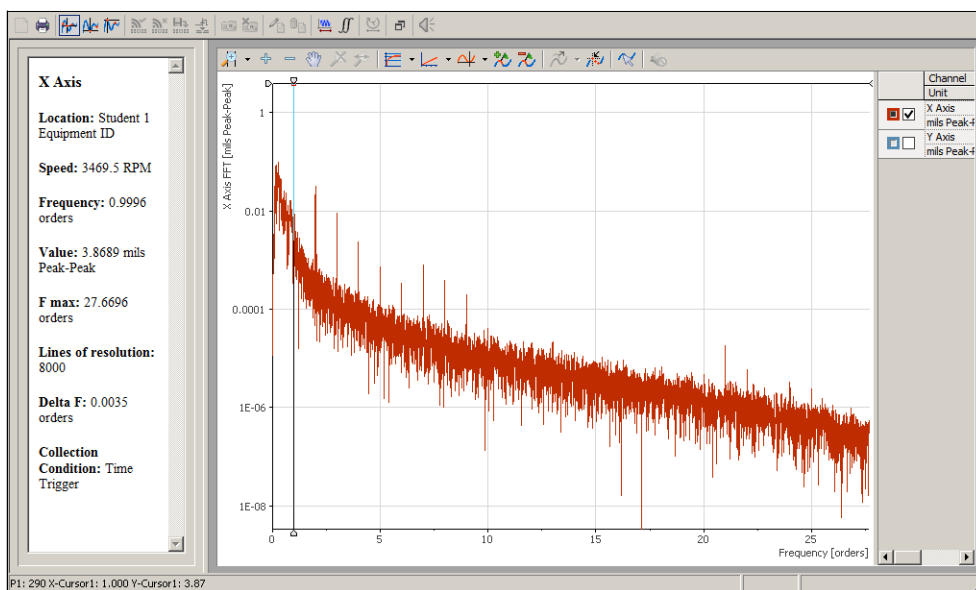 X Axis
Location: Student 1
Equipment ID
Speed: 3469.5 RPM
Frequency: 0.9996
orders
Value: 3.8689 mils
Peak-Peak
F max: 27.6696
orders
Lines of resolution:
8000
Delta F: 0.0035
orders
Collection
Condition: Time
Trigger
X Axis FFT [mils Peak-Peak]
1
0.01
0.0001
1E-06
1E-08
0
5
10
15
20
25
Frequency [orders]
Channel
Unit
X Axis
mils Peak-F
Y Axis
mils Peak-F
P1: 290 X-Cursor1: 1.000 Y-Cursor1: 3.87